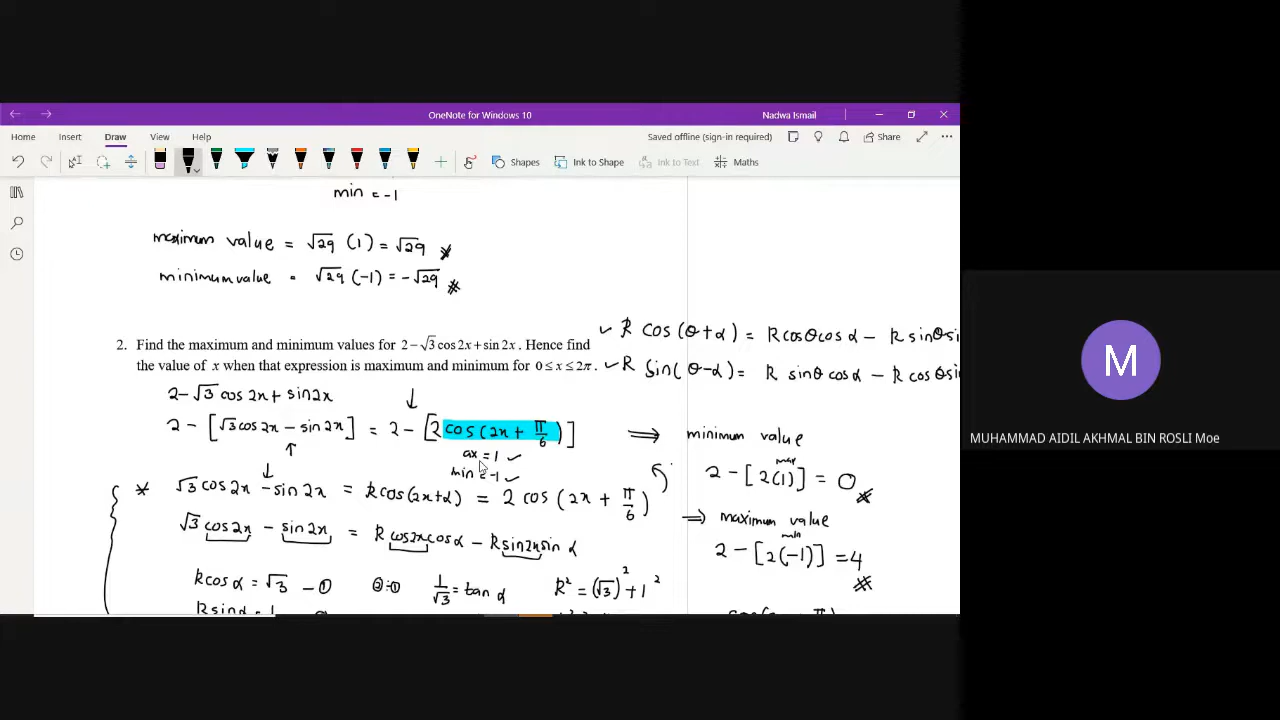 OneNote for Windows 10
Nadwa Ismail
Home Insert Draw View Help
Saved offline (sign-in required)
Share
Shapes
Ink to Shape
Ink to Text
Maths
min = -1
maximum value = √29 (1) = √29
minimum value = √29 (-1) = -√29
2. Find the maximum and minimum values for 2-√3 cos 2x + sin 2x. Hence find
the value of x when that expression is maximum and minimum for 0 ≤ x ≤ 2π.
✓ R cos(θ+α) = R cosθ cos α - R sinθ si
✓ R sin(θ-α) = R sinθ cos α - R cosθ si
2-√3 cos 2x + sin 2x
2 - [√3 cos 2x - sin 2x] = 2 - [2 cos(2x + π/6)]
ax = 1 ✓
min = -1 ✓
⇒ minimum value
max
2 - [2(1)] = 0
⇒ maximum value
min
2 - [2(-1)] = 4
* √3 cos 2x - sin 2x = R cos(2x+α) = 2 cos (2x + π/6)
√3 cos 2x - sin 2x = R cos2x cos α - R sin2x sin α
R cos α = √3 - ①
②÷①
1/√3 = tan α
R² = (√3)² + 1²
M
MUHAMMAD AIDIL AKHMAL BIN ROSLI Moe